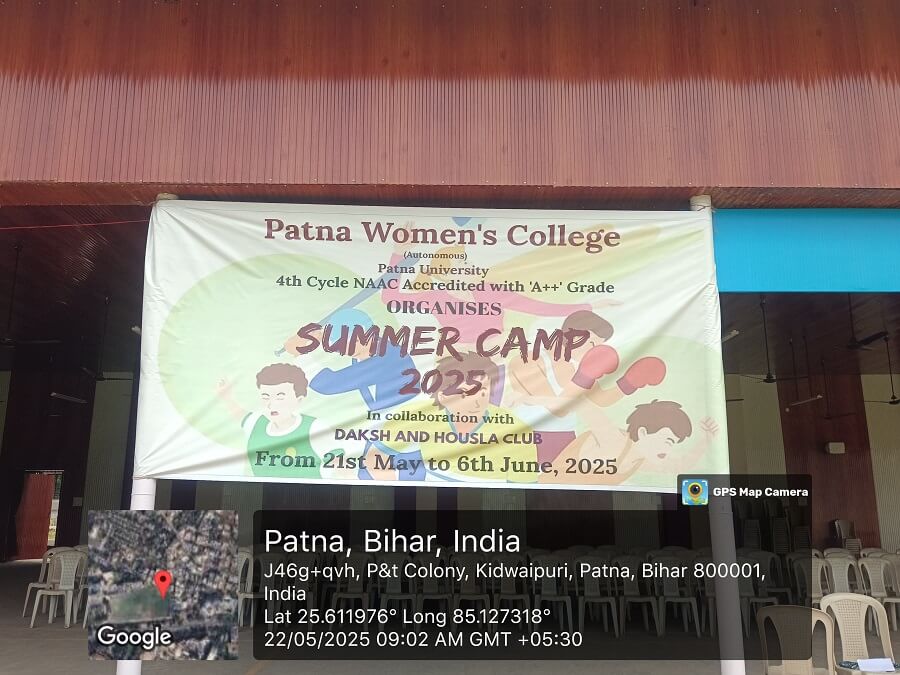 Patna Women's College
(Autonomous)
Patna University
4th Cycle NAAC Accredited with 'A++' Grade
ORGANISES
SUMMER CAMP
2025
In collaboration with
DAKSH AND HOUSLA CLUB
From 21st May to 6th June, 2025
GPS Map Camera
Patna, Bihar, India
J46g+qvh, P&t Colony, Kidwaipuri, Patna, Bihar 800001,
India
Lat 25.611976° Long 85.127318°
22/05/2025 09:02 AM GMT +05:30
Google